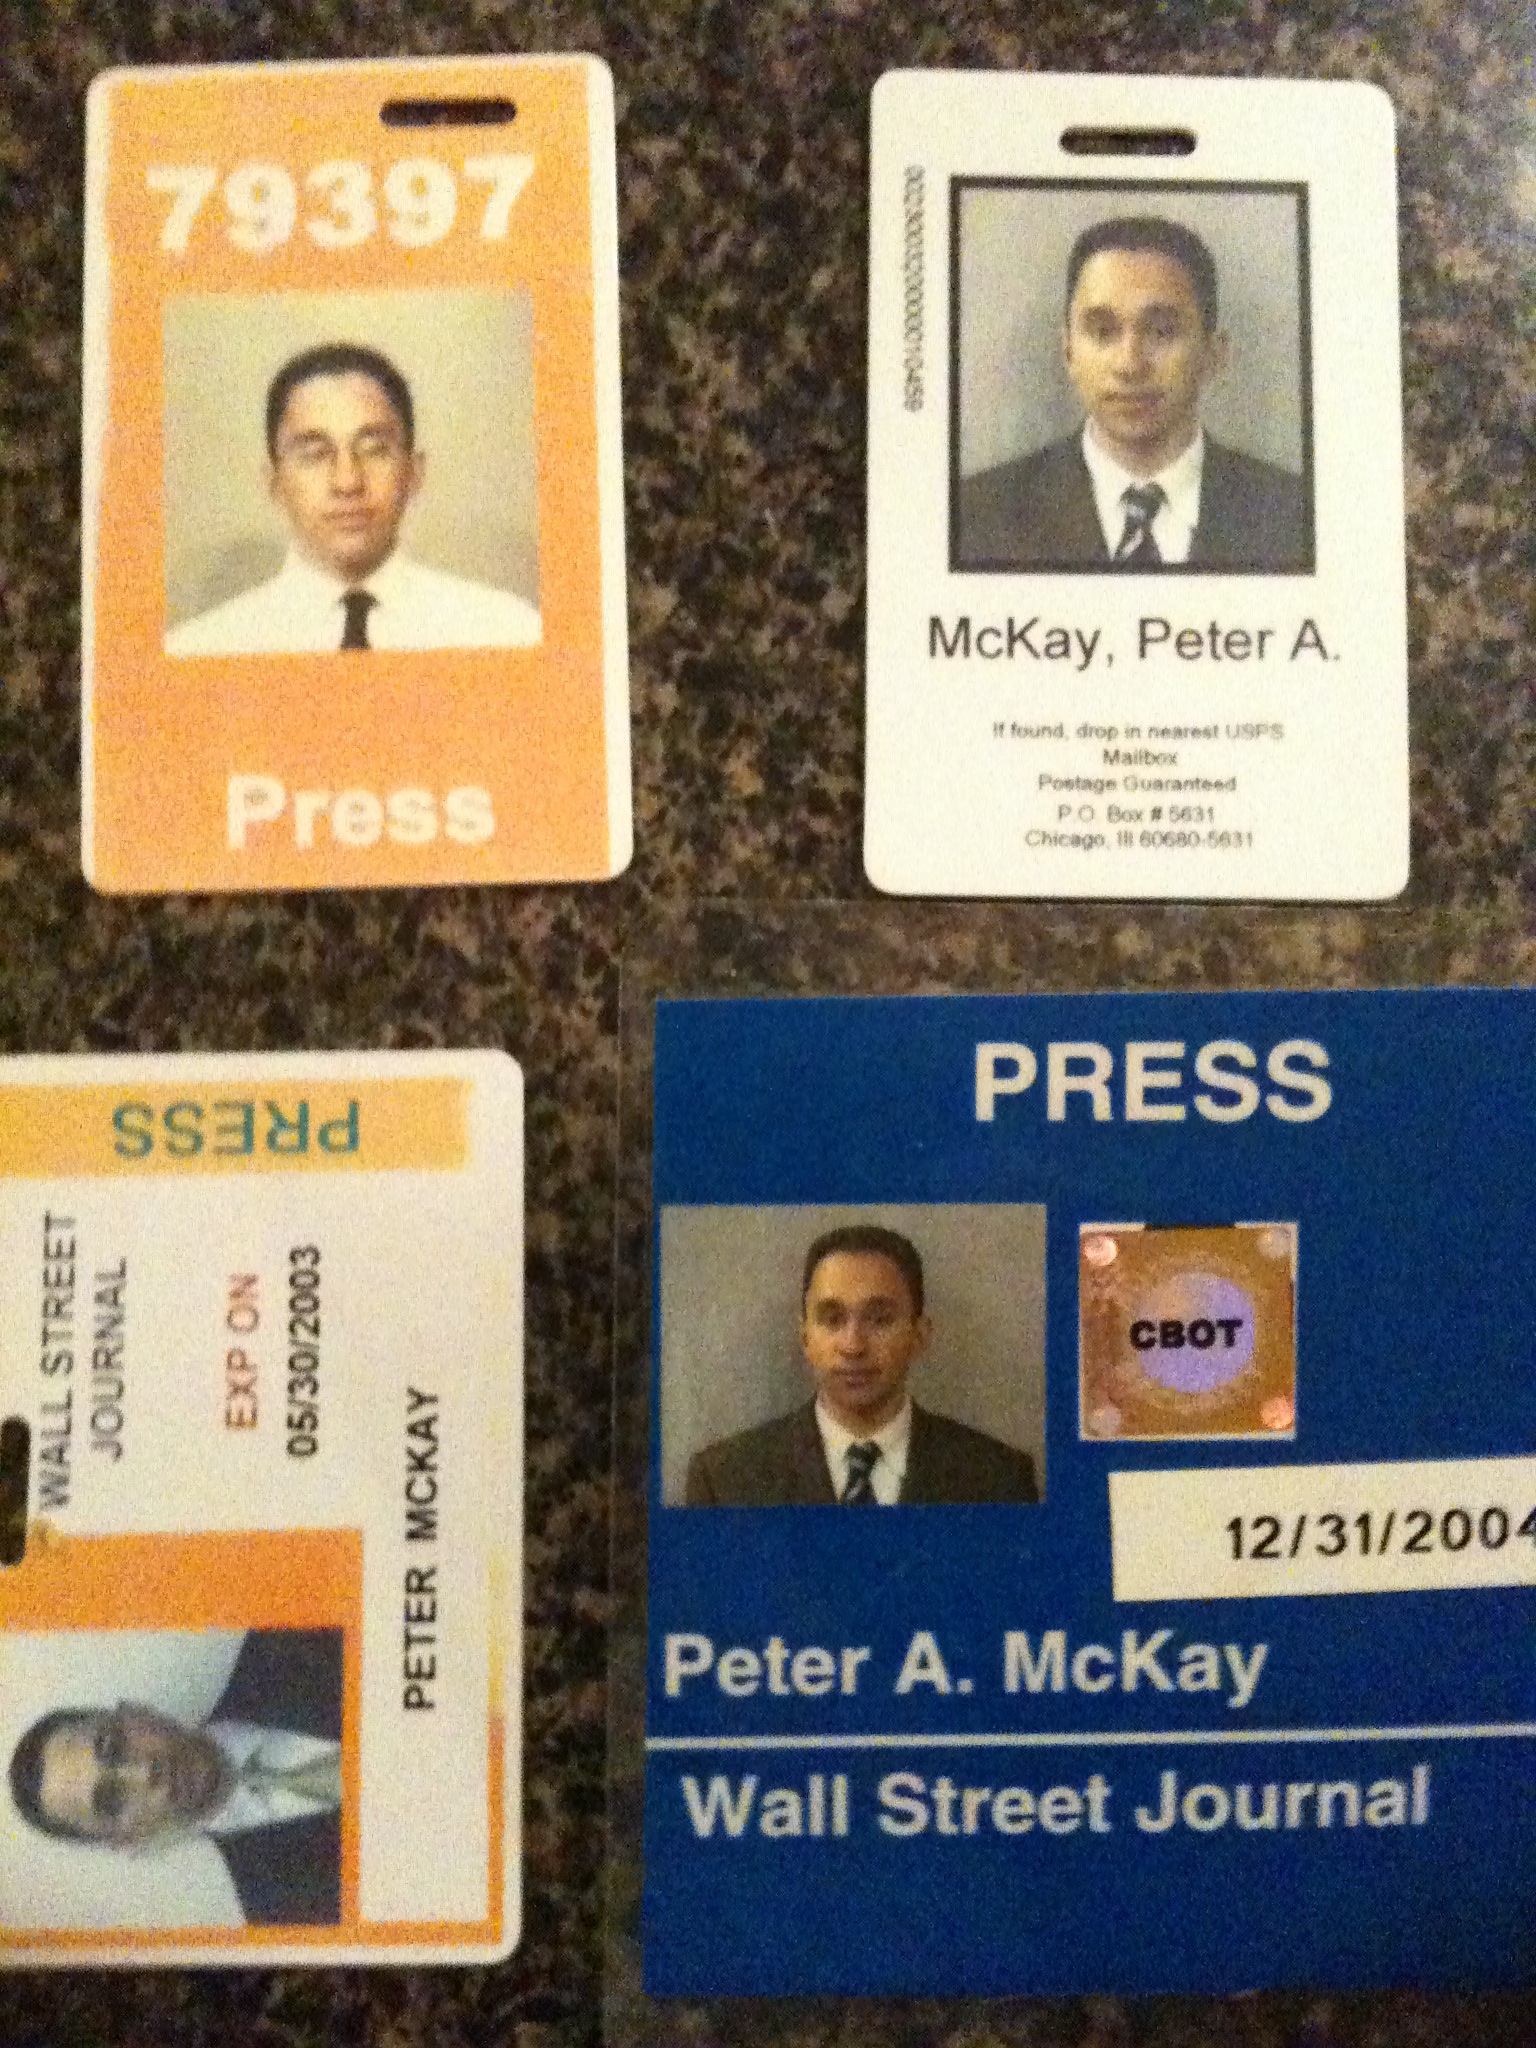 79397
Press
McKay, Peter A.
If found, drop in nearest USPS
Mailbox
Postage Guaranteed
P.O. Box # 5631
Chicago, Ill 60680-5631
PRESS
WALL STREET
JOURNAL
EXP ON
05/30/2003
PETER MCKAY
PRESS
CBOT
12/31/2004
Peter A. McKay
Wall Street Journal